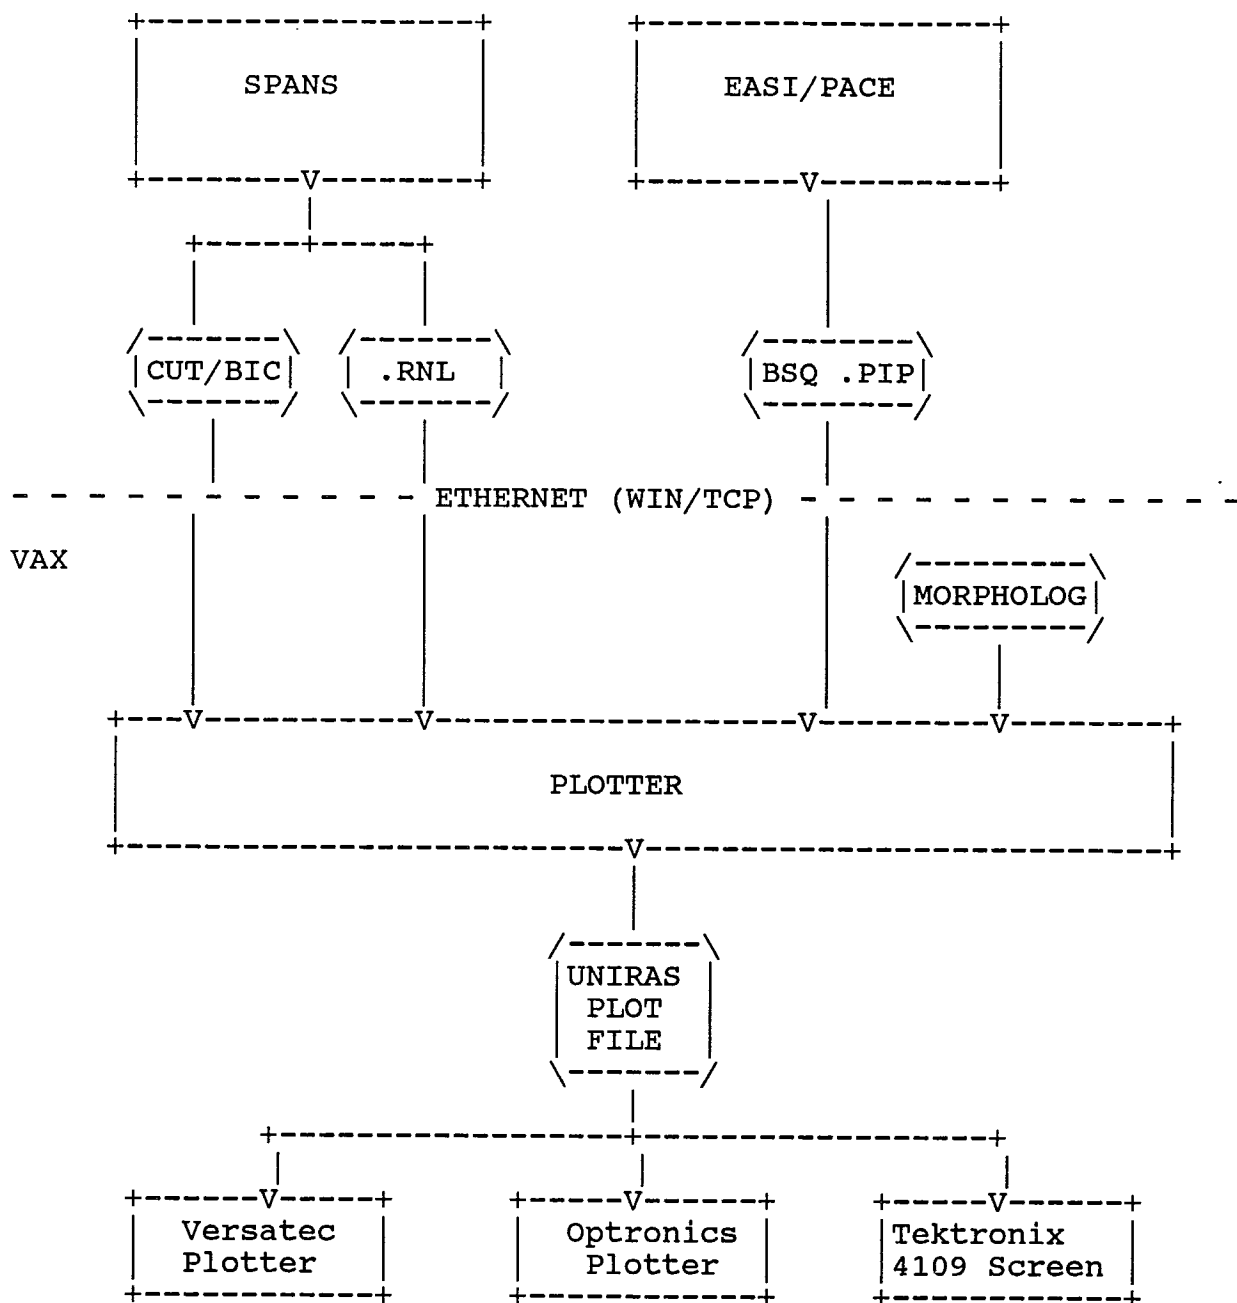 SPANS
EASI/PACE
CUT/BIC
.RNL
BSQ .PIP
ETHERNET (WIN/TCP)
VAX
MORPHOLOG
PLOTTER
UNIRAS
PLOT
FILE
Versatec
Plotter
Optronics
Plotter
Tektronix
4109 Screen